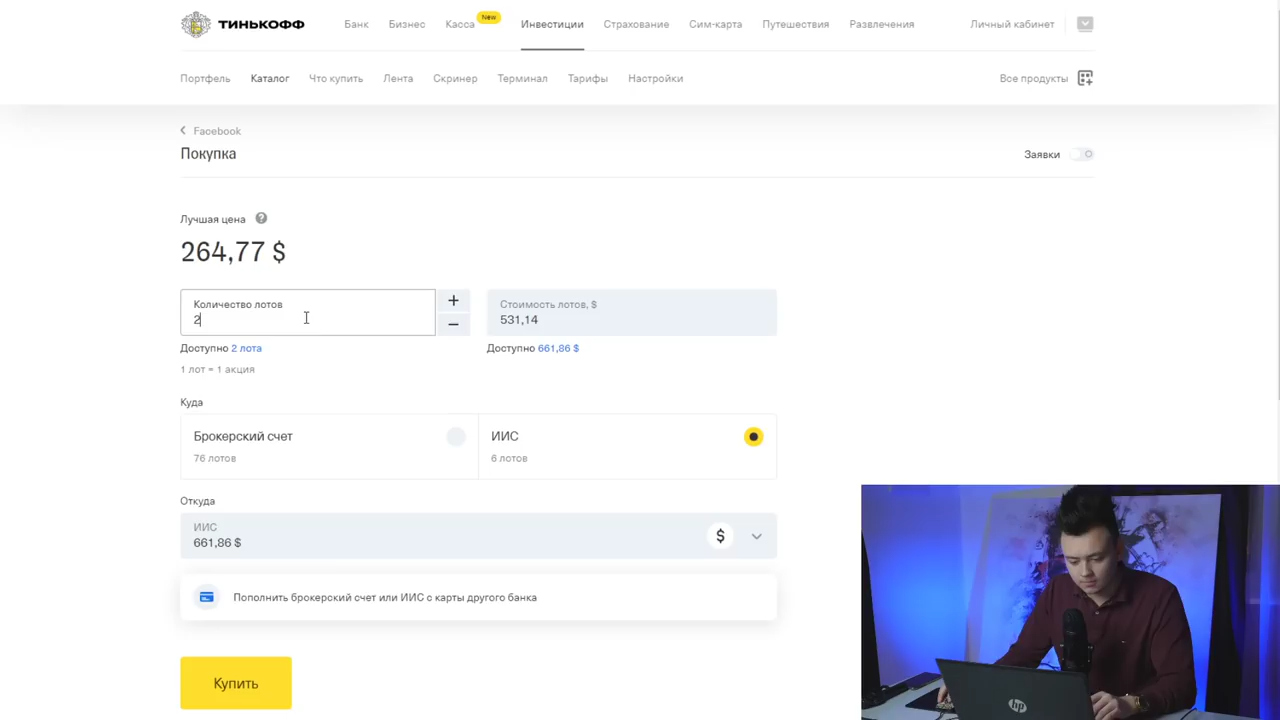 ТИНЬКОФФ
Банк Бизнес Касса New Инвестиции Страхование Сим-карта Путешествия Развлечения Личный кабинет
Портфель Каталог Что купить Лента Скринер Терминал Тарифы Настройки Все продукты
Facebook
Покупка Заявки
Лучшая цена ?
264,77 $
Количество лотов + Стоимость лотов, $
2 − 531,14
Доступно 2 лота Доступно 661,86 $
1 лот = 1 акция
Куда
Брокерский счет ИИС
76 лотов 6 лотов
Откуда
ИИС
661,86 $ $
Пополнить брокерский счет или ИИС с карты другого банка
Купить
hp